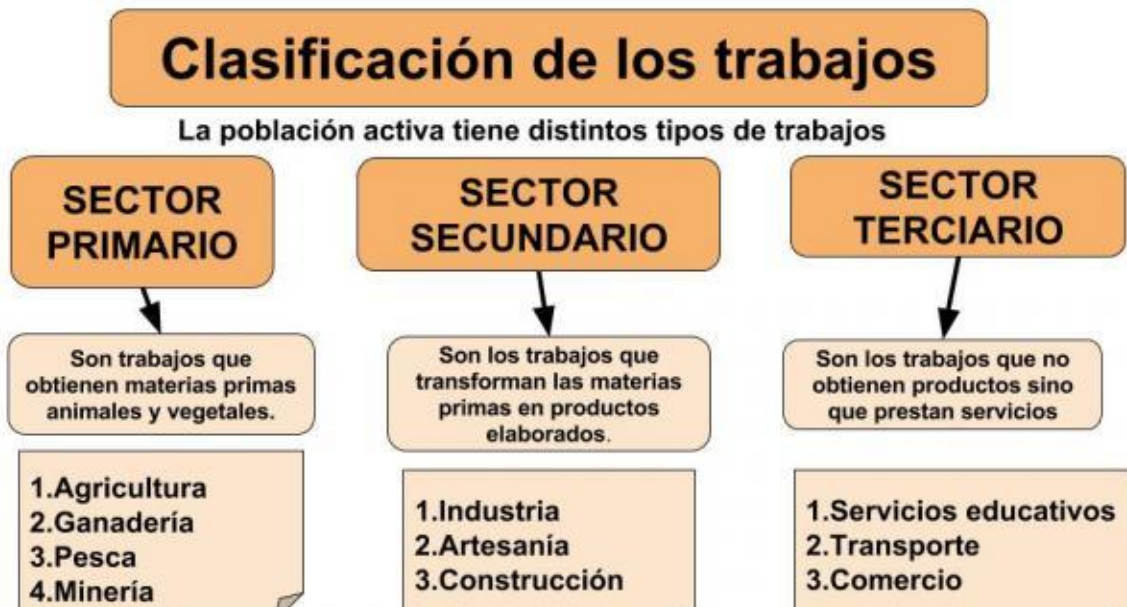 Clasificación de los trabajos
La población activa tiene distintos tipos de trabajos
SECTOR
PRIMARIO
Son trabajos que
obtienen materias primas
animales y vegetales.
1.Agricultura
2.Ganadería
3.Pesca
4.Minería
SECTOR
SECUNDARIO
Son los trabajos que
transforman las materias
primas en productos
elaborados.
1.Industria
2.Artesanía
3.Construcción
SECTOR
TERCIARIO
Son los trabajos que no
obtienen productos sino
que prestan servicios
1.Servicios educativos
2.Transporte
3.Comercio